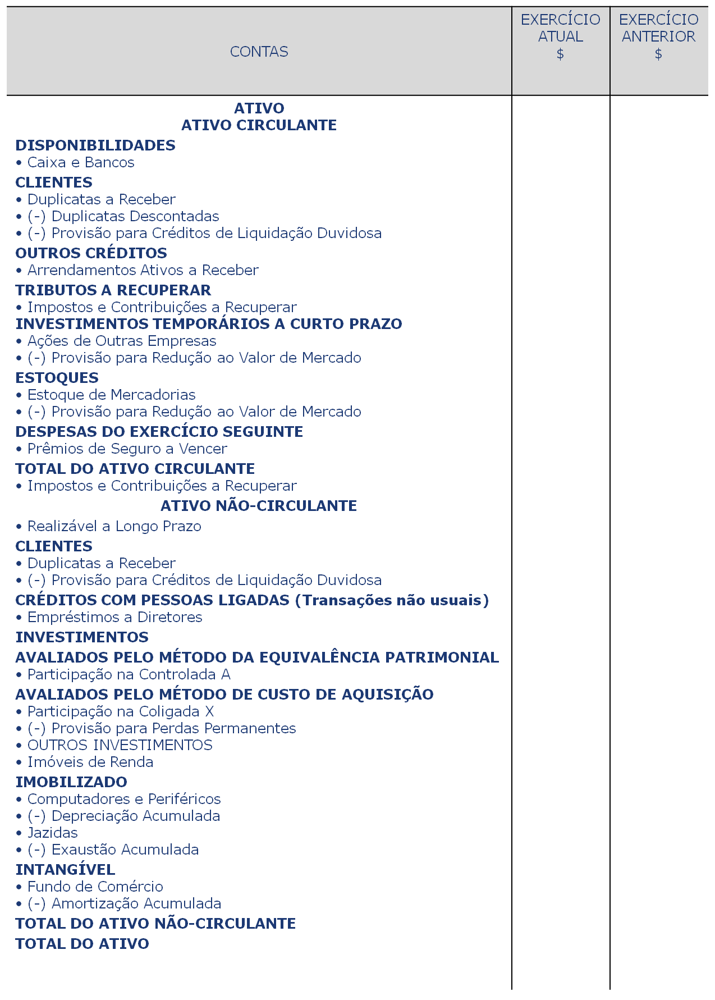 CONTAS
EXERCÍCIO
ATUAL
$
EXERCÍCIO
ANTERIOR
$
ATIVO
ATIVO CIRCULANTE
DISPONIBILIDADES
• Caixa e Bancos
CLIENTES
• Duplicatas a Receber
• (-) Duplicatas Descontadas
• (-) Provisão para Créditos de Liquidação Duvidosa
OUTROS CRÉDITOS
• Arrendamentos Ativos a Receber
TRIBUTOS A RECUPERAR
• Impostos e Contribuições a Recuperar
INVESTIMENTOS TEMPORÁRIOS A CURTO PRAZO
• Ações de Outras Empresas
• (-) Provisão para Redução ao Valor de Mercado
ESTOQUES
• Estoque de Mercadorias
• (-) Provisão para Redução ao Valor de Mercado
DESPESAS DO EXERCÍCIO SEGUINTE
• Prêmios de Seguro a Vencer
TOTAL DO ATIVO CIRCULANTE
• Impostos e Contribuições a Recuperar
ATIVO NÃO-CIRCULANTE
• Realizável a Longo Prazo
CLIENTES
• Duplicatas a Receber
• (-) Provisão para Créditos de Liquidação Duvidosa
CRÉDITOS COM PESSOAS LIGADAS (Transações não usuais)
• Empréstimos a Diretores
INVESTIMENTOS
AVALIADOS PELO MÉTODO DA EQUIVALÊNCIA PATRIMONIAL
• Participação na Controlada A
AVALIADOS PELO MÉTODO DE CUSTO DE AQUISIÇÃO
• Participação na Coligada X
• (-) Provisão para Perdas Permanentes
• OUTROS INVESTIMENTOS
• Imóveis de Renda
IMOBILIZADO
• Computadores e Periféricos
• (-) Depreciação Acumulada
• Jazidas
• (-) Exaustão Acumulada
INTANGÍVEL
• Fundo de Comércio
• (-) Amortização Acumulada
TOTAL DO ATIVO NÃO-CIRCULANTE
TOTAL DO ATIVO